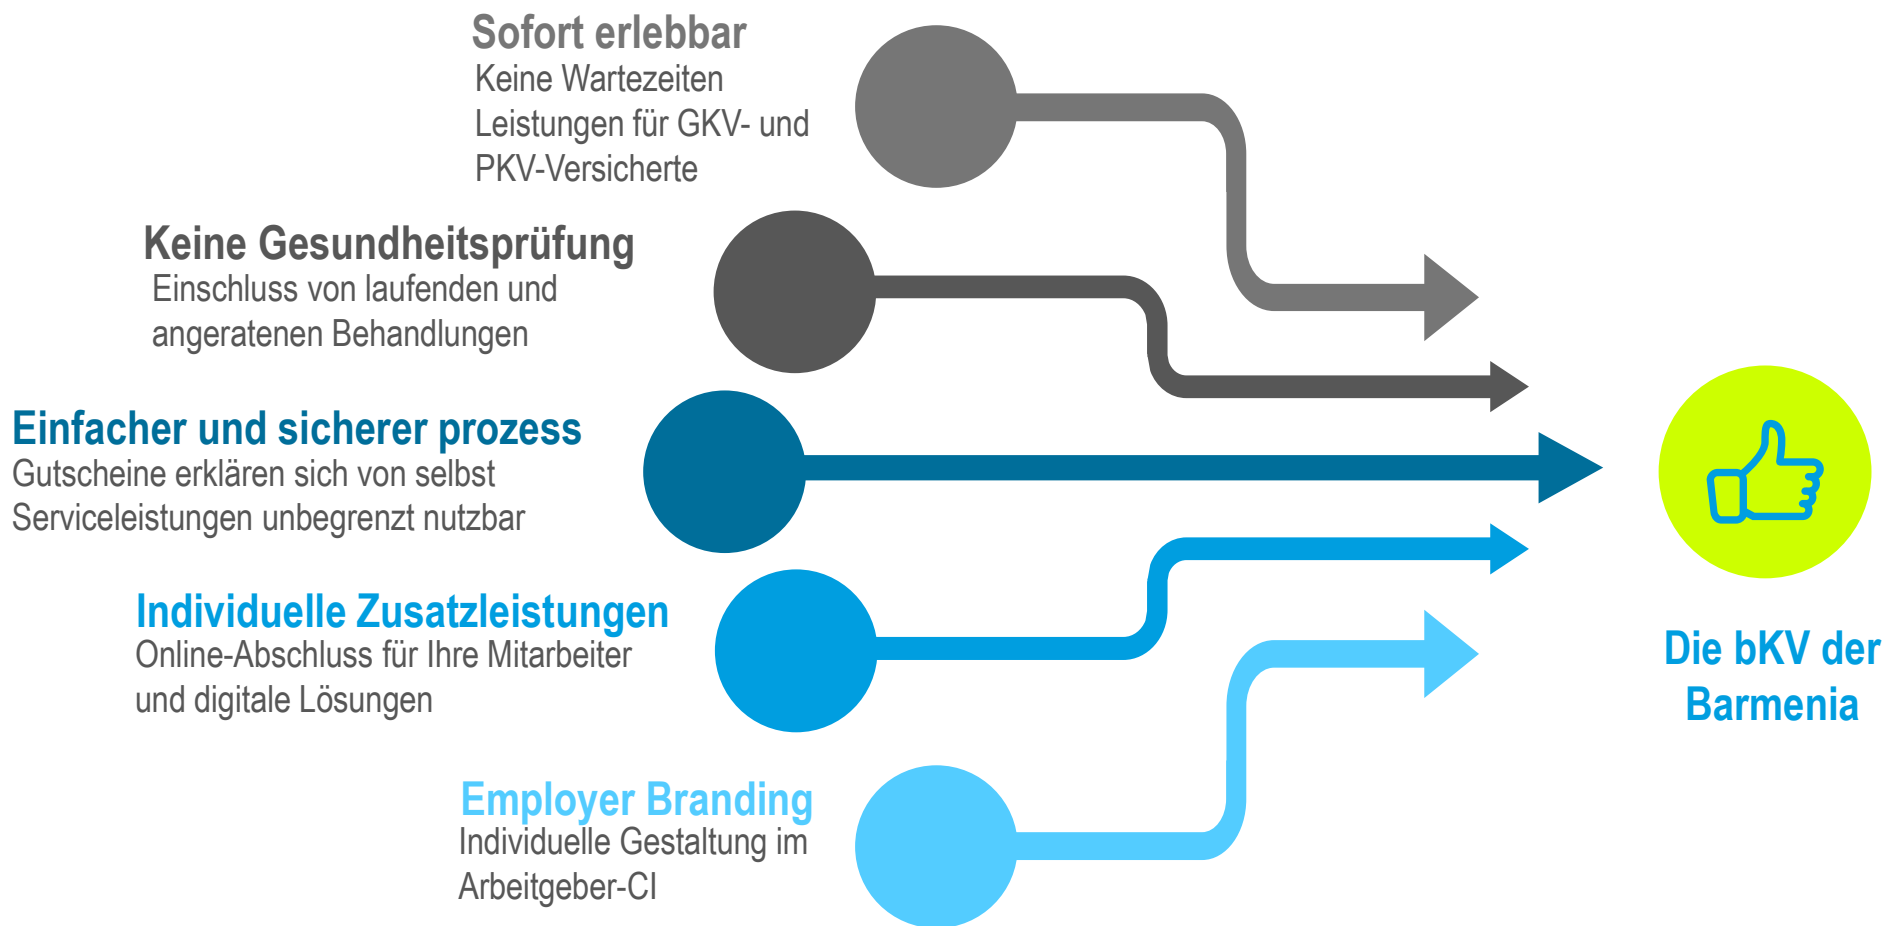 Sofort erlebbar
Keine Wartezeiten
Leistungen für GKV- und
PKV-Versicherte
Keine Gesundheitsprüfung
Einschluss von laufenden und
angeratenen Behandlungen
Einfacher und sicherer prozess
Gutscheine erklären sich von selbst
Serviceleistungen unbegrenzt nutzbar
Individuelle Zusatzleistungen
Online-Abschluss für Ihre Mitarbeiter
und digitale Lösungen
Employer Branding
Individuelle Gestaltung im
Arbeitgeber-CI
Die bKV der
Barmenia